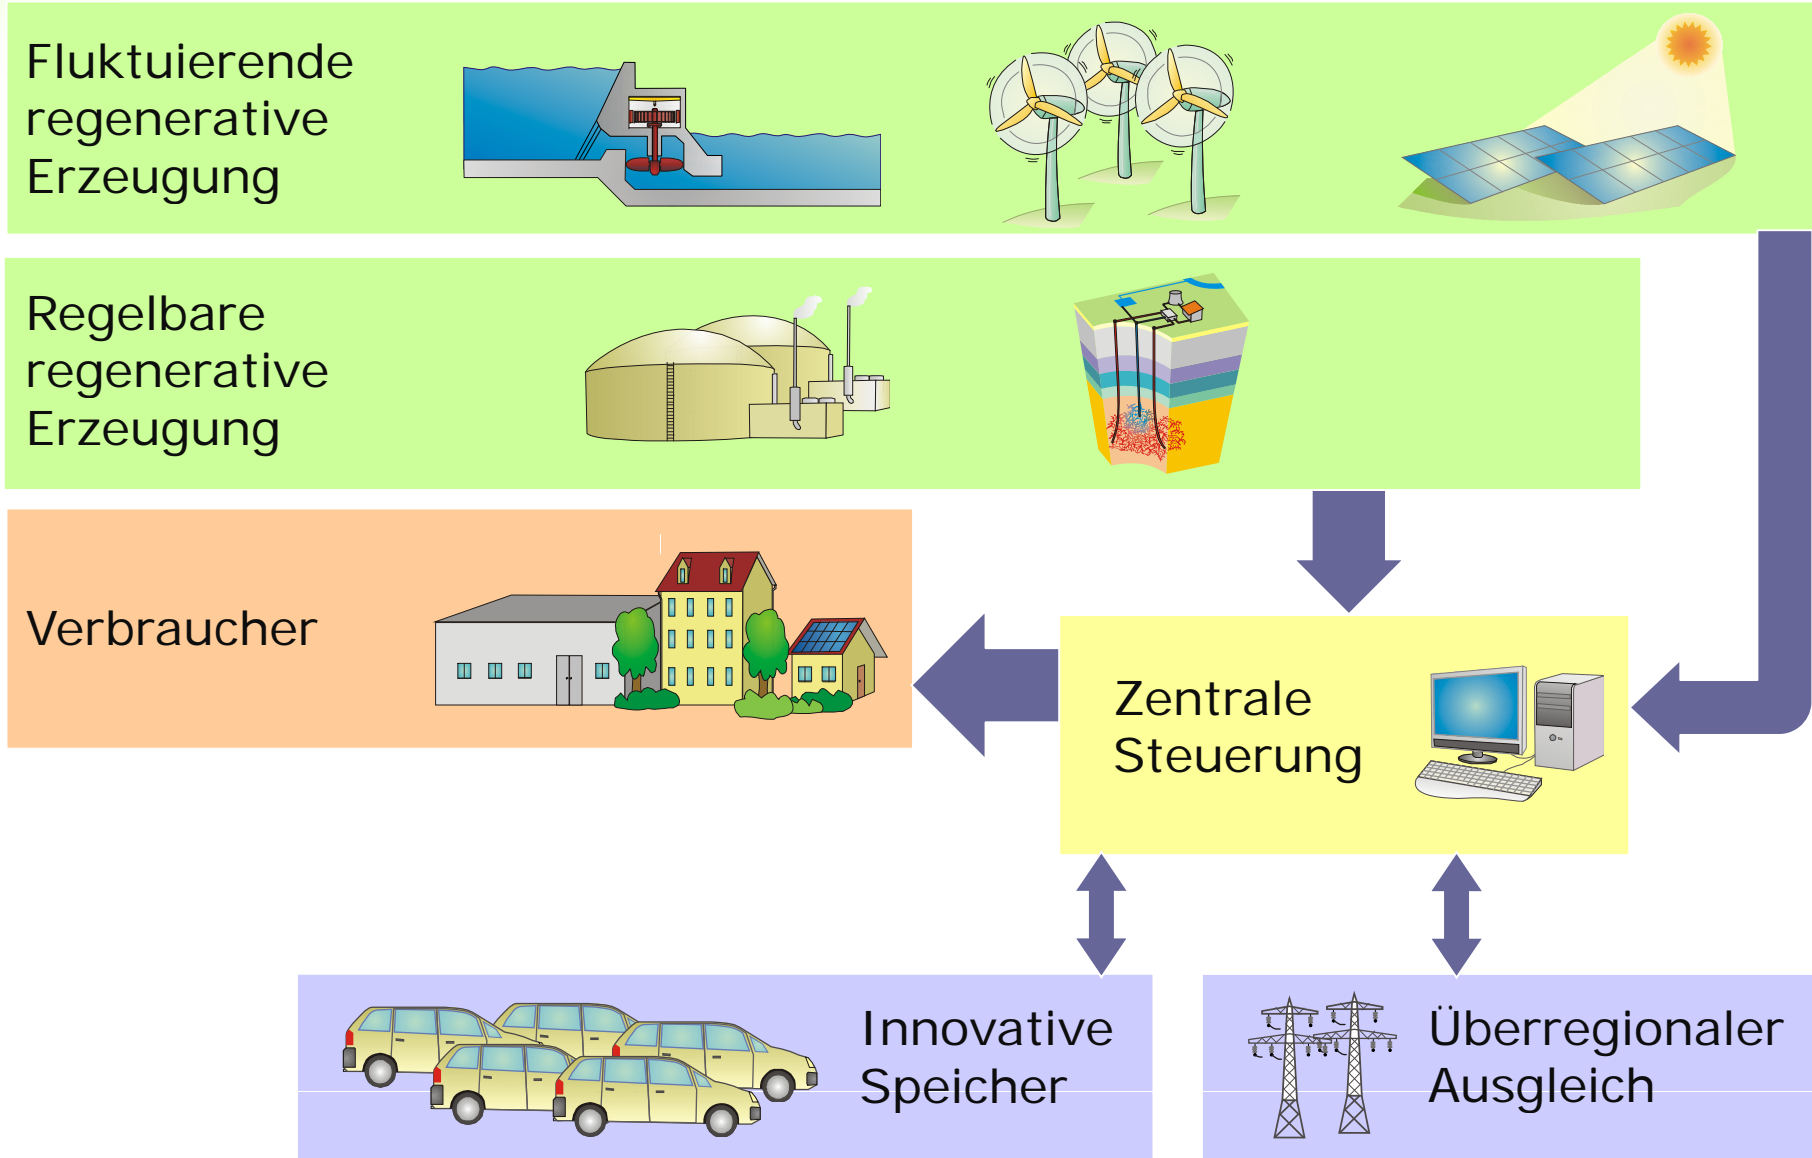 Fluktuierende
regenerative
Erzeugung
Regelbare
regenerative
Erzeugung
Verbraucher
Zentrale
Steuerung
Innovative
Speicher
Überregionaler
Ausgleich